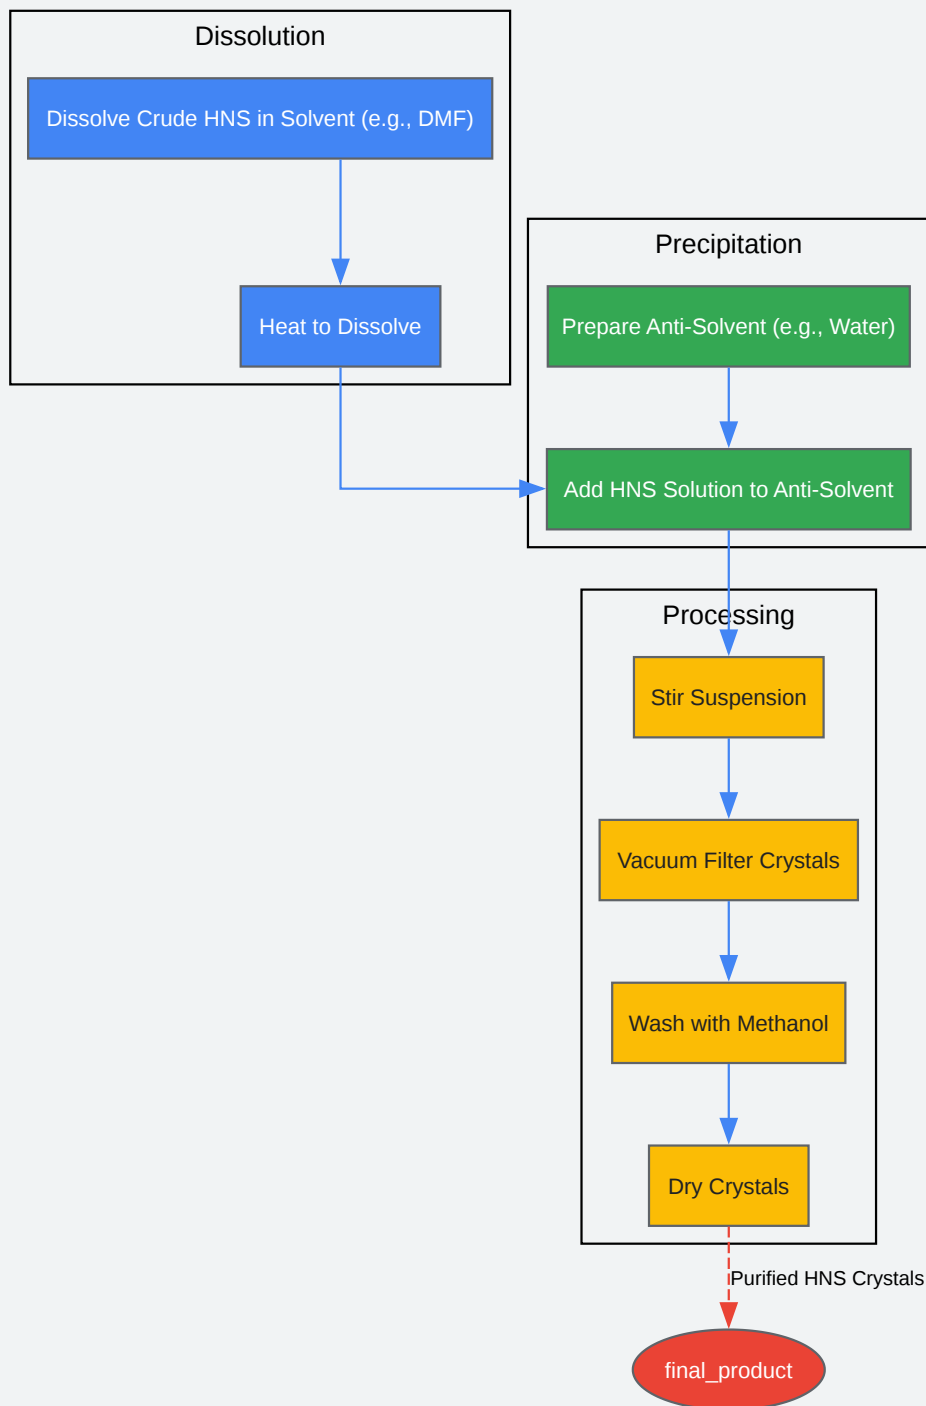 Dissolution
Dissolve Crude HNS in Solvent (e.g., DMF)
Heat to Dissolve
Precipitation
Prepare Anti-Solvent (e.g., Water)
Add HNS Solution to Anti-Solvent
Processing
Stir Suspension
Vacuum Filter Crystals
Wash with Methanol
Dry Crystals
Purified HNS Crystals
final_product